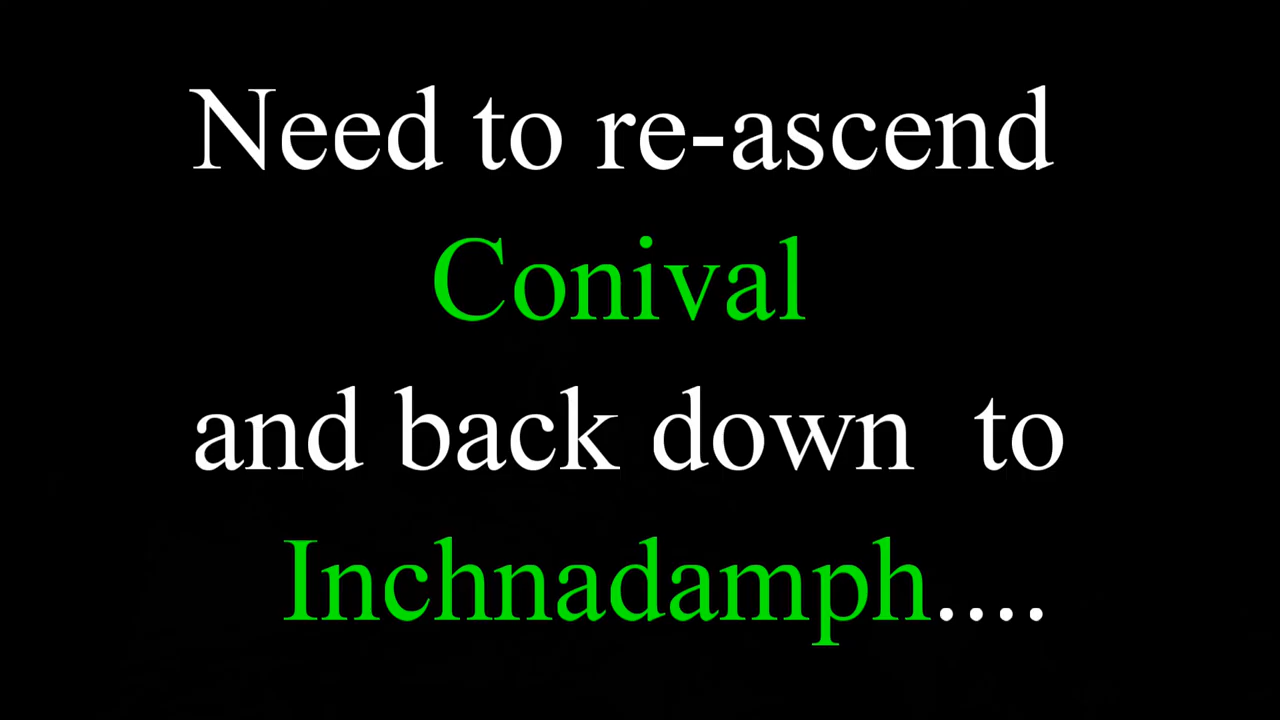 Need to re-ascend
Conival
and back down  to
Inchnadamph....